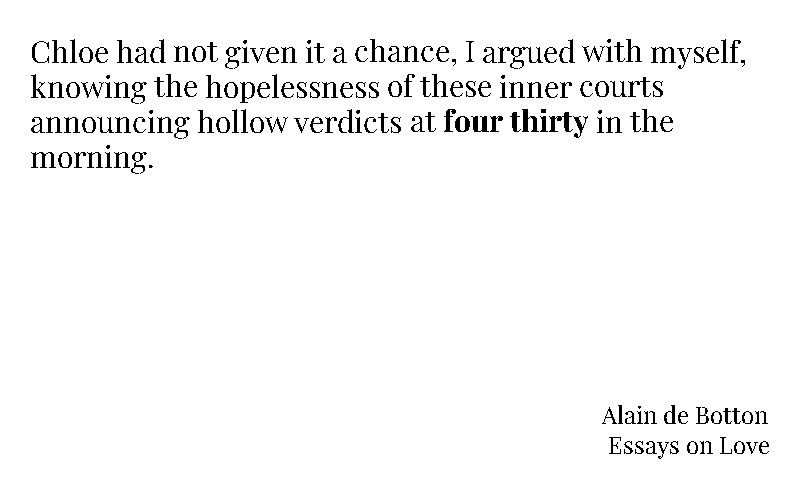 Chloe had not given it a chance, I argued with myself,
knowing the hopelessness of these inner courts
announcing hollow verdicts at four thirty in the
morning.
Alain de Botton
Essays on Love